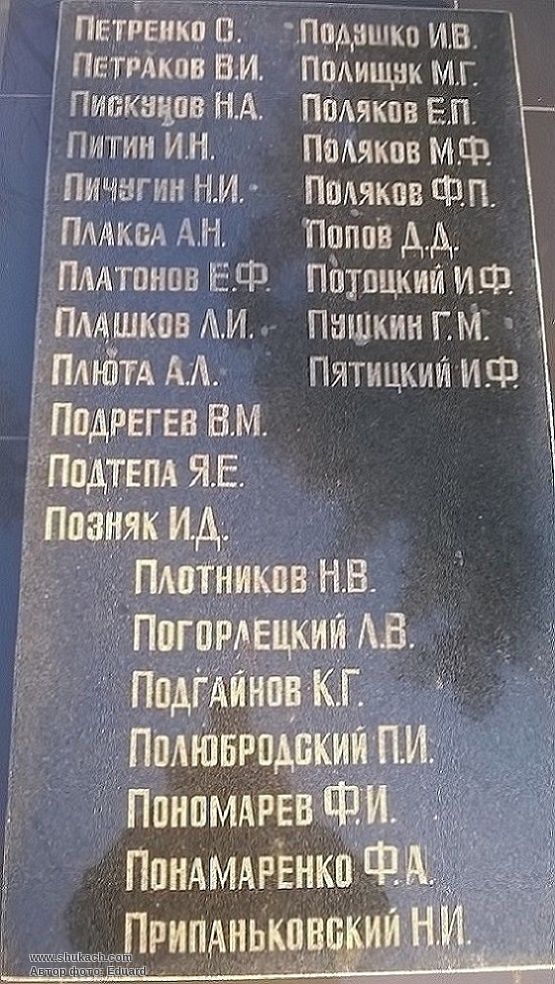 Петренко С.
Петраков В.И.
Пискунов Н.А.
Питин И.Н.
Пичугин Н.И.
Плакса А.Н.
Платонов Е.Ф.
Плашков Л.И.
Плюта А.Л.
Подрегев В.М.
Подтепа Я.Е.
Позняк И.Д.
Подушко И.В.
Полищук М.Г.
Поляков Е.П.
Поляков М.Ф.
Поляков Ф.П.
Попов Д.Д.
Потоцкий И.Ф.
Пушкин Г.М.
Пятицкий И.Ф.
Плотников Н.В.
Погорлецкий Л.В.
Подгайнов К.Г.
Полюбродский П.И.
Пономарев Ф.И.
Понамаренко Ф.А.
Припаньковский Н.И.
www.shukach.com
Автор фото: Eduard